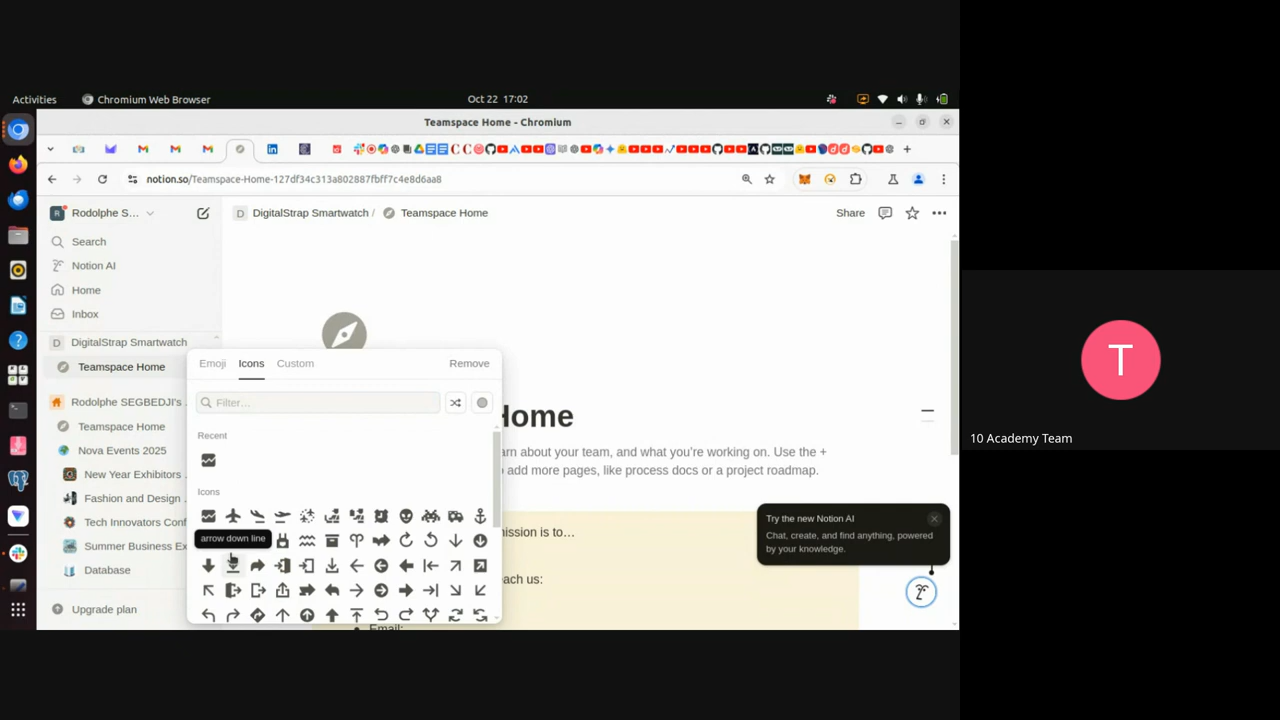 Activities
Chromium Web Browser
Oct 22 17:02
Teamspace Home - Chromium
notion.so/Teamspace-Home-127df34c313a802887fbff7c4e8d6aa8
R Rodolphe S...
D DigitalStrap Smartwatch / Teamspace Home
Share
Search
Notion AI
Home
Inbox
D DigitalStrap Smartwatch
Teamspace Home
Rodolphe SEGBEDJI's
Teamspace Home
Nova Events 2025
New Year Exhibitors
Fashion and Design
Tech Innovators Conf
Summer Business Ex
Database
Upgrade plan
Emoji
Icons
Custom
Remove
Filter...
Recent
Icons
arrow down line
Home
arn about your team, and what you're working on. Use the +
add more pages, like process docs or a project roadmap.
ission is to…
each us:
Email:
Try the new Notion AI
Chat, create, and find anything, powered
by your knowledge.
T
10 Academy Team